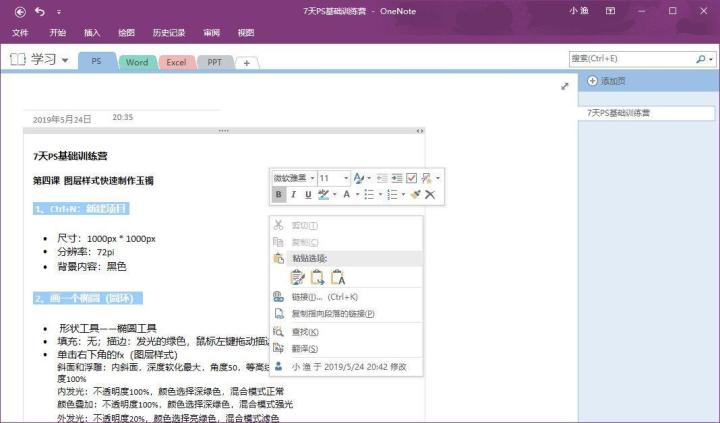 7天PS基础训练营 - OneNote
小 渔
文件 开始 插入 绘图 历史记录 审阅 视图
学习 PS Word Excel PPT +
搜索(Ctrl+E)
添加页
7天PS基础训练营
2019年5月24日 20:35
7天PS基础训练营
第四课 图层样式快速制作玉镯
1、Ctrl+N：新建项目
• 尺寸：1000px * 1000px
• 分辨率：72pi
• 背景内容：黑色
2、画一个椭圆（圆环）
• 形状工具——椭圆工具
• 填充：无；描边：发光的绿色，鼠标左键拖动描边
• 单击右下角的fx（图层样式）
斜面和浮雕：内斜面，深度软化最大，角度50，等高线
度100%
内发光：不透明度100%，颜色选择深绿色，混合模式正常
颜色叠加：不透明度100%，颜色选择深绿色，混合模式强光
外发光：不透明度20%，颜色选择亮绿色，混合模式滤色
微软雅黑 11
B I U A
剪切(T)
复制(C)
粘贴选项:
链接(I)... (Ctrl+K)
复制指向段落的链接(P)
查找(K)
翻译(S)
小 渔 于 2019/5/24 20:42 修改